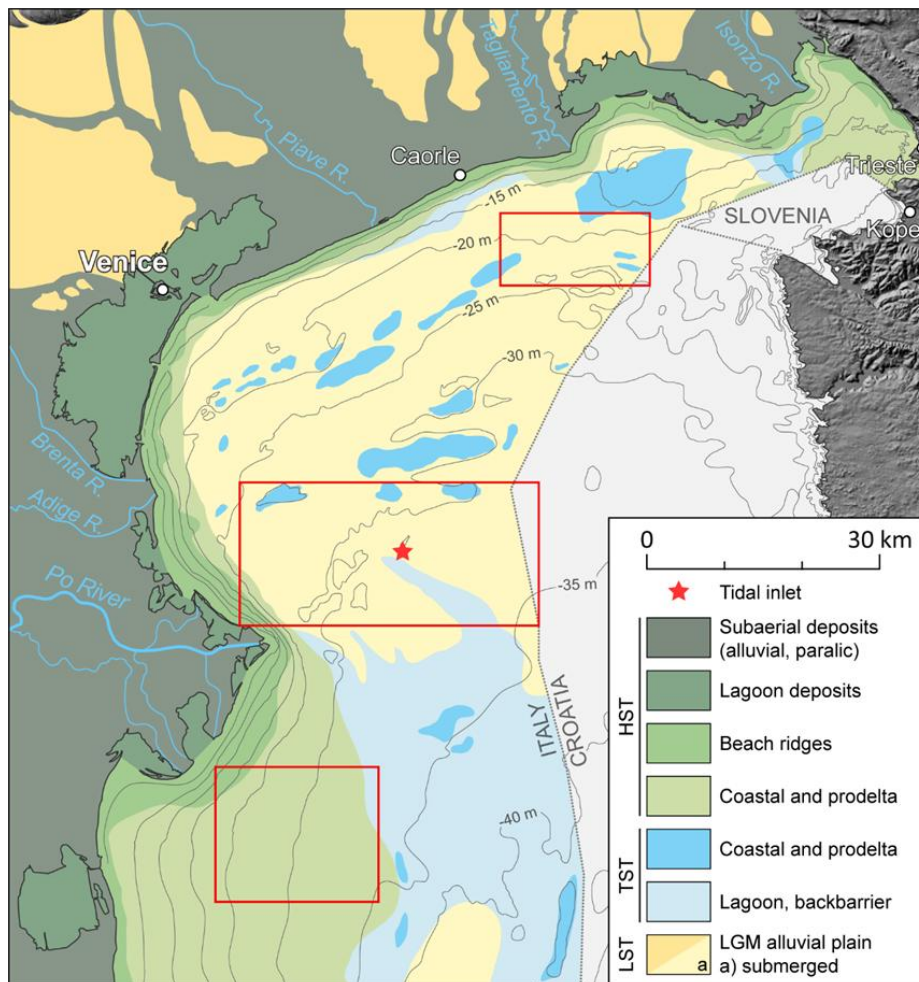 Tagliamento R.
Isonzo R.
Piave R.
Caorle
Trieste
-15 m
SLOVENIA
Kope
-20 m
Venice
-25 m
-30 m
Brenta R.
Adige R.
Po River
-35 m
ITALY
CROATIA
-40 m
0 30 km
Tidal inlet
Subaerial deposits
(alluvial, paralic)
Lagoon deposits
HST
Beach ridges
Coastal and prodelta
TST
Coastal and prodelta
Lagoon, backbarrier
LST
LGM alluvial plain
a
a) submerged